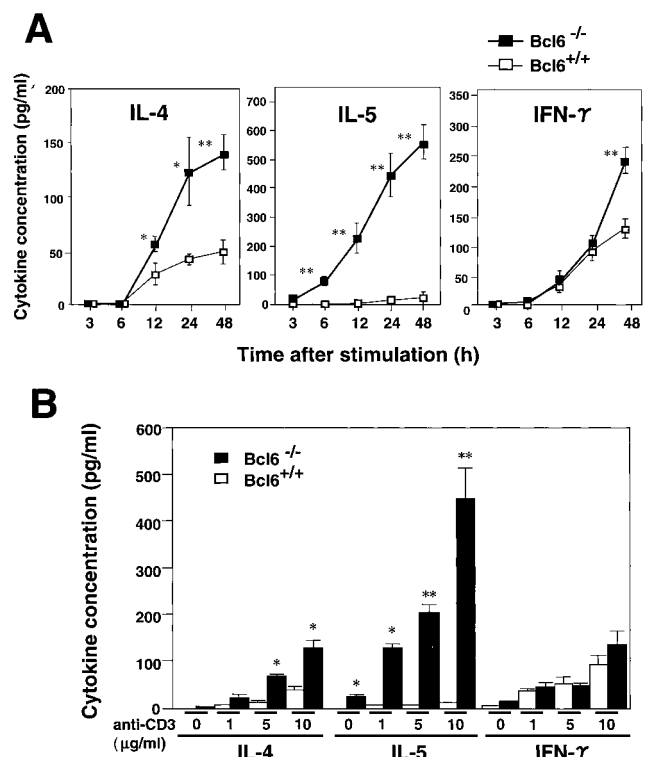 A
Bcl6 -/-
Bcl6+/+
Cytokine concentration (pg/ml)
200
150
100
50
0
IL-4
*
*
**
3 6 12 24 48
700
600
500
400
300
200
100
0
IL-5
**
**
**
**
**
3 6 12 24 48
350
300
250
200
150
100
50
0
IFN-γ
**
3 6 12 24 48
Time after stimulation (h)
B
Cytokine concentration (pg/ml)
600
500
400
300
200
100
0
Bcl6 -/-
Bcl6+/+
*
*
*
*
**
**
anti-CD3
(μg/ml)
0 1 5 10 0 1 5 10 0 1 5 10
IL-4 IL-5 IFN-γ